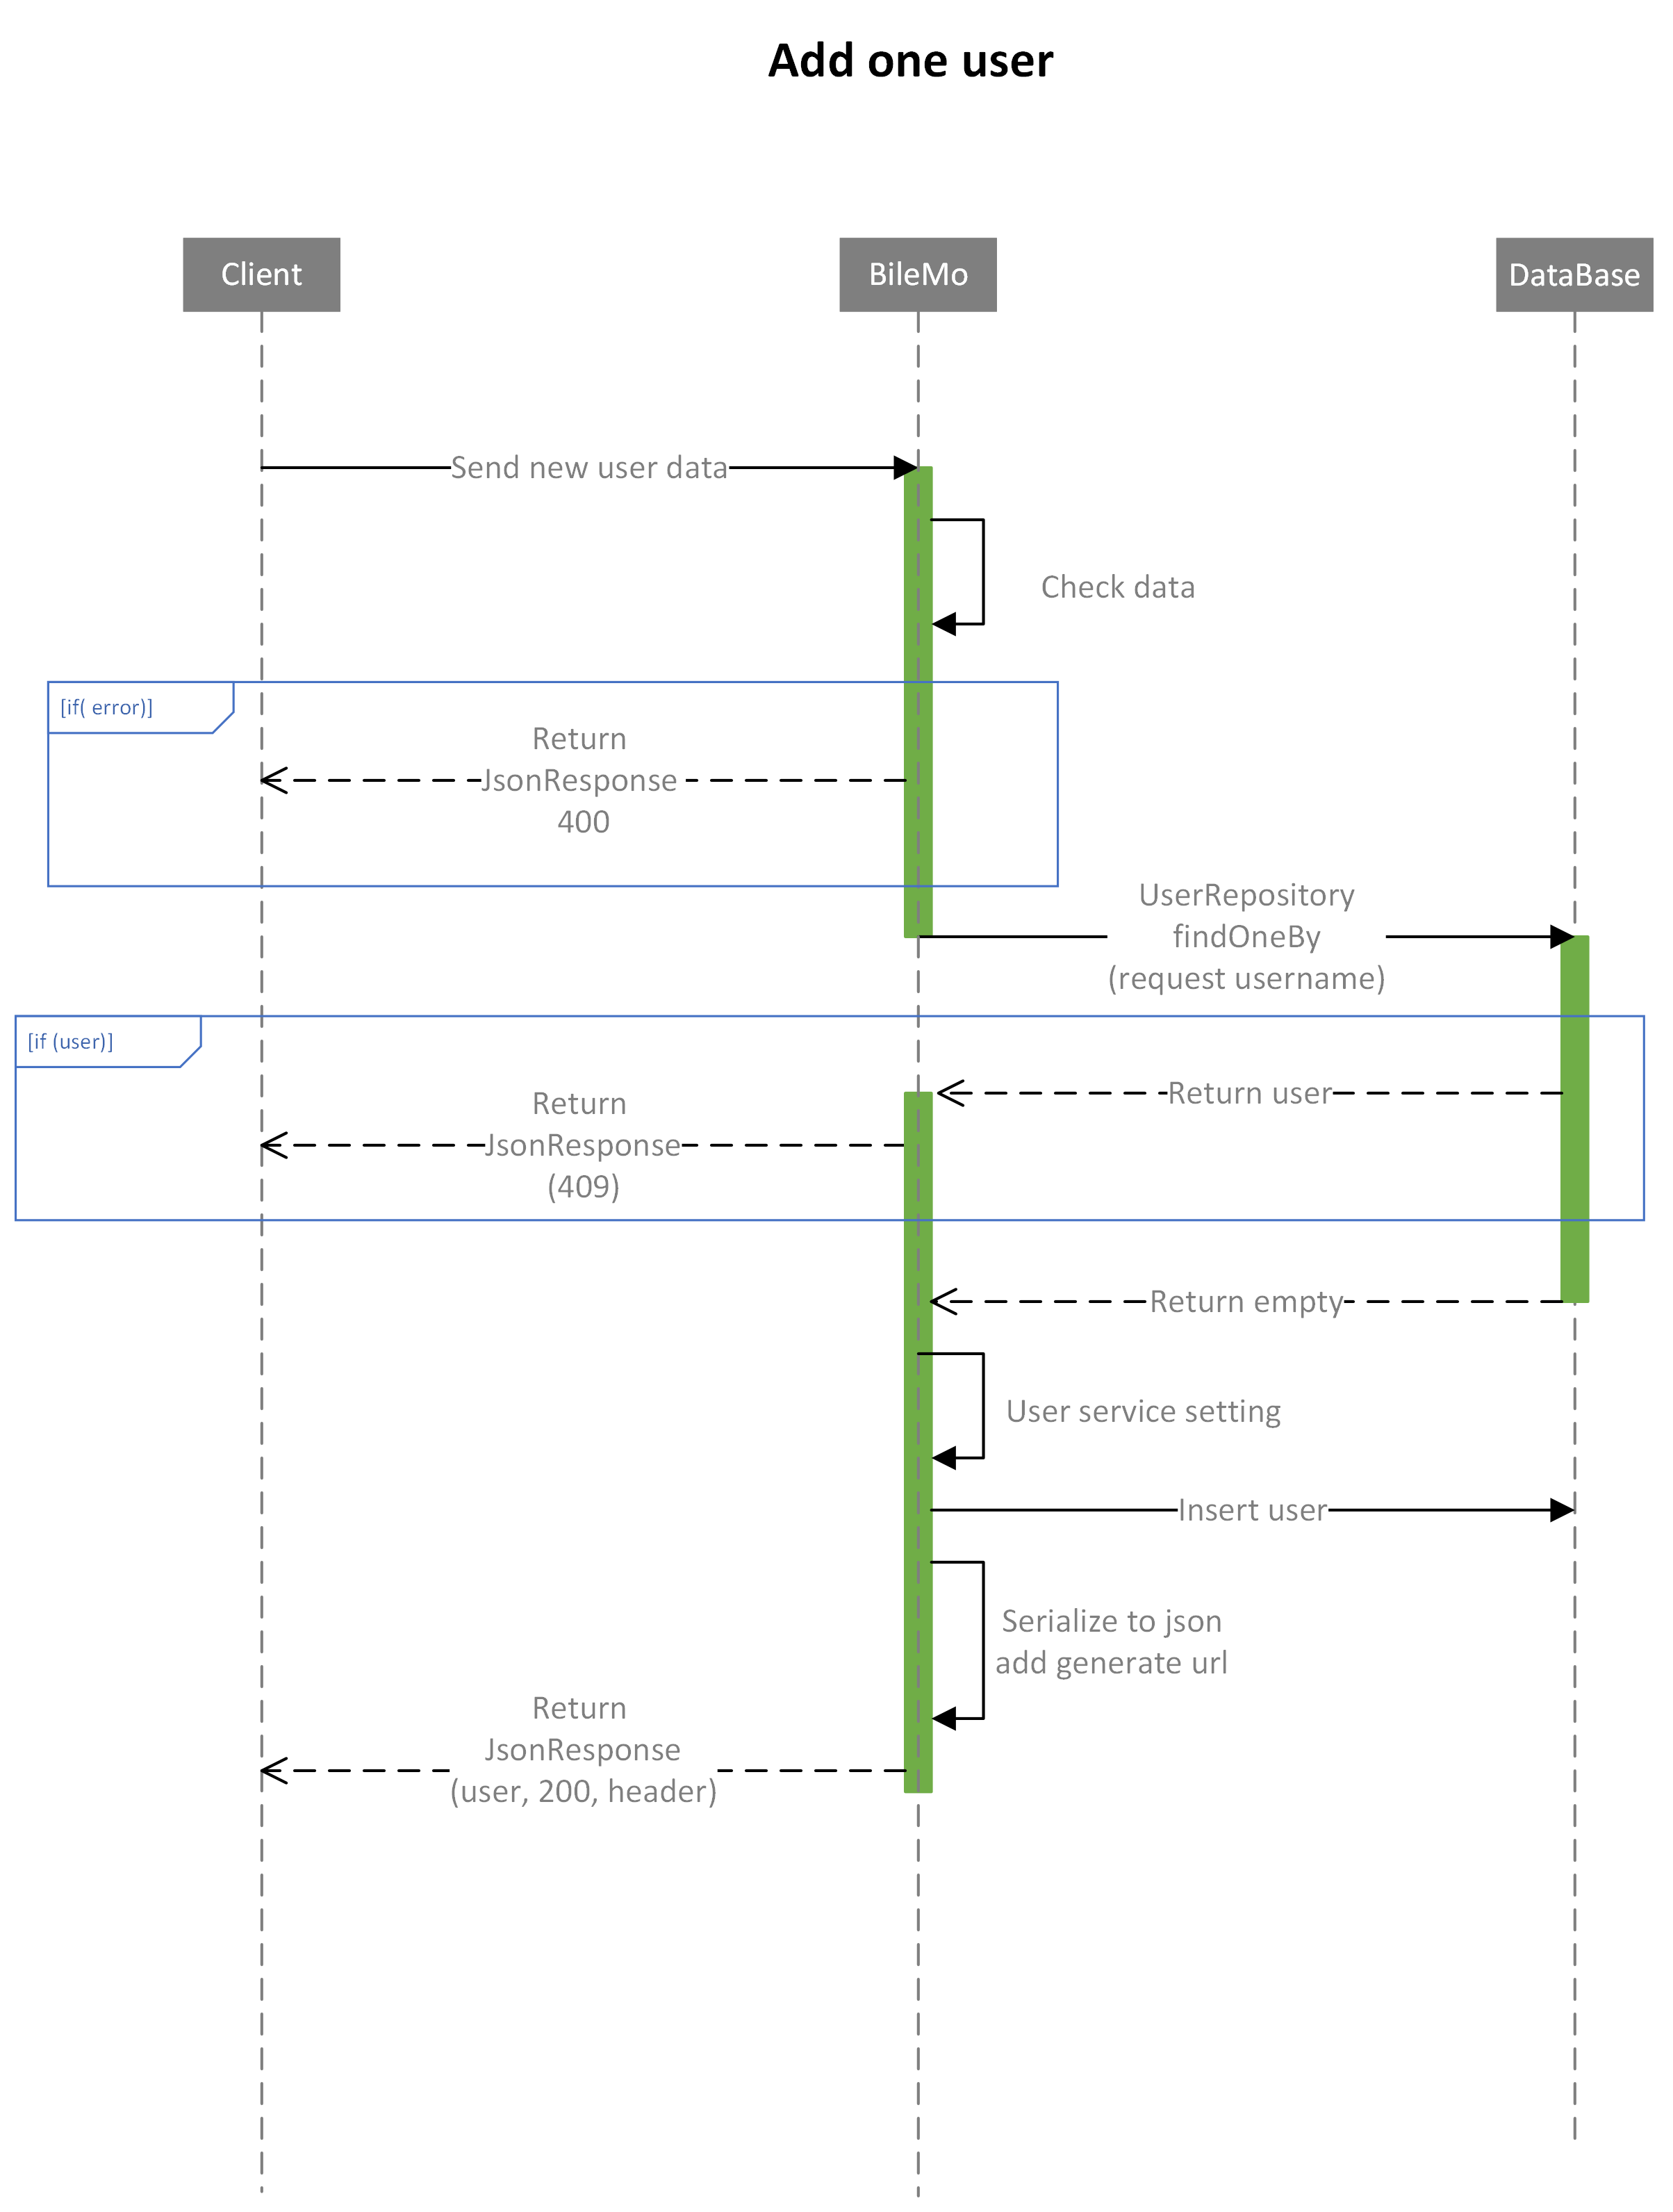 Add one user
Client
BileMo
DataBase
Send new user data
Check data
[if( error)]
Return
JsonResponse
400
UserRepository
findOneBy
(request username)
[if (user)]
Return user
Return
JsonResponse
(409)
Return empty
User service setting
Insert user
Serialize to json
add generate url
Return
JsonResponse
(user, 200, header)